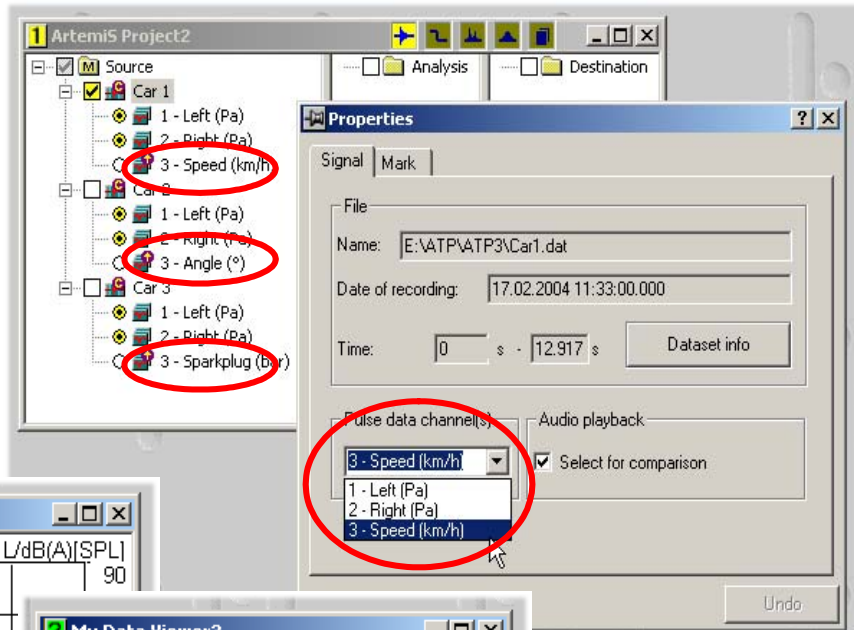 1 ArtemiS Project2
M Source
Car 1
1 - Left (Pa)
2 - Right (Pa)
3 - Speed (km/h
Car 2
1 - Left (Pa)
2 - Right (Pa)
3 - Angle (°)
Car 3
1 - Left (Pa)
2 - Right (Pa)
3 - Sparkplug (bar)
Analysis
Destination
Properties
Signal Mark
File
Name: E:\ATP\ATP3\Car1.dat
Date of recording: 17.02.2004 11:33:00.000
Time: 0 s - 12.917 s Dataset info
Pulse data channel(s)
3 - Speed (km/h)
1 - Left (Pa)
2 - Right (Pa)
3 - Speed (km/h)
Audio playback
Select for comparison
Undo
L/dB(A)[SPL]
90
My Data Viewer2